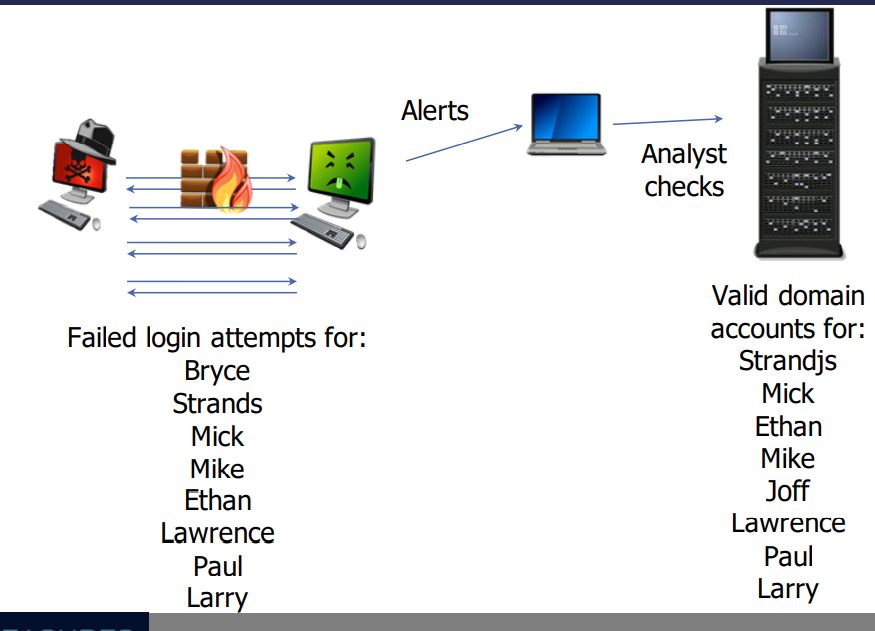 Alerts
Analyst
checks
Failed login attempts for:
Bryce
Strands
Mick
Mike
Ethan
Lawrence
Paul
Larry
Valid domain
accounts for:
Strandjs
Mick
Ethan
Mike
Joff
Lawrence
Paul
Larry